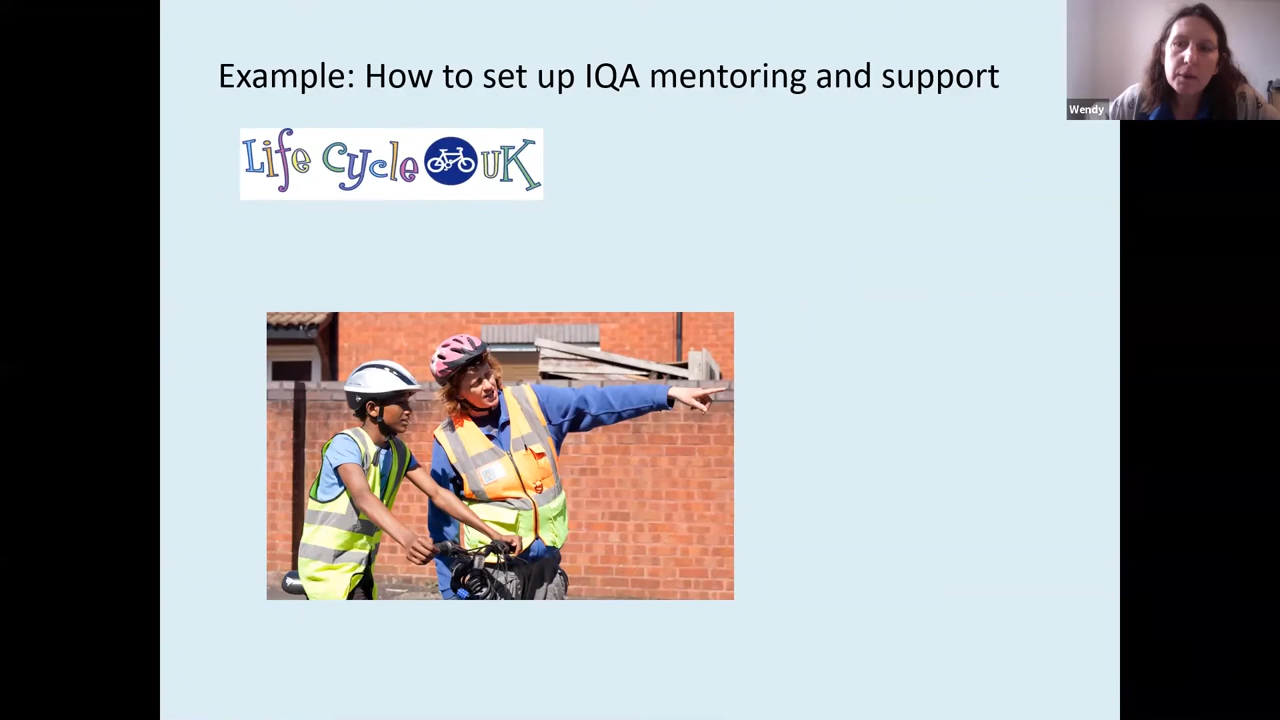 Example: How to set up IQA mentoring and support
Wendy
Life Cycle UK